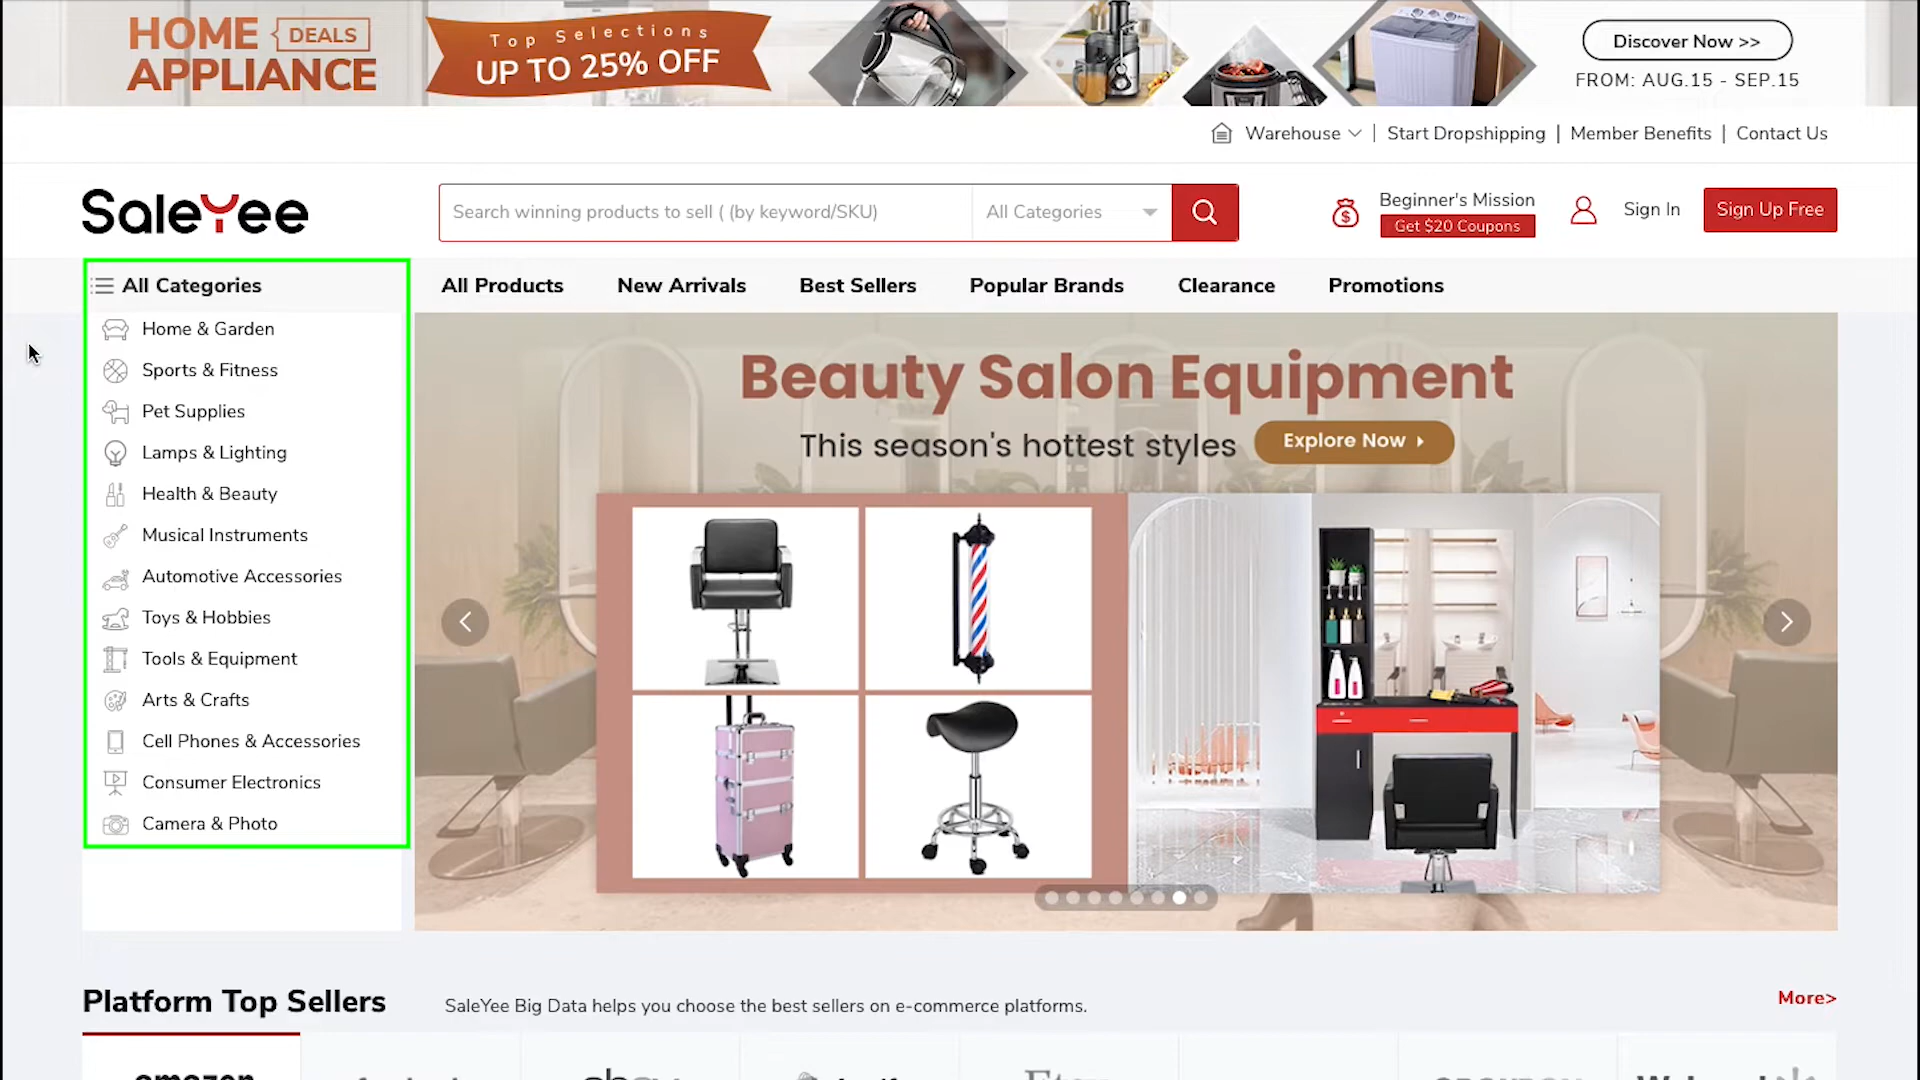 HOME DEALS
APPLIANCE
Top Selections
UP TO 25% OFF
Discover Now >>
FROM: AUG.15 - SEP.15
Warehouse | Start Dropshipping | Member Benefits | Contact Us
SaleYee
Search winning products to sell ( (by keyword/SKU)
All Categories
Beginner's Mission
Get $20 Coupons
Sign In
Sign Up Free
All Categories
All Products
New Arrivals
Best Sellers
Popular Brands
Clearance
Promotions
Home & Garden
Sports & Fitness
Pet Supplies
Lamps & Lighting
Health & Beauty
Musical Instruments
Automotive Accessories
Toys & Hobbies
Tools & Equipment
Arts & Crafts
Cell Phones & Accessories
Consumer Electronics
Camera & Photo
Beauty Salon Equipment
This season's hottest styles
Explore Now
Platform Top Sellers
SaleYee Big Data helps you choose the best sellers on e-commerce platforms.
More>
amazon
Etsy